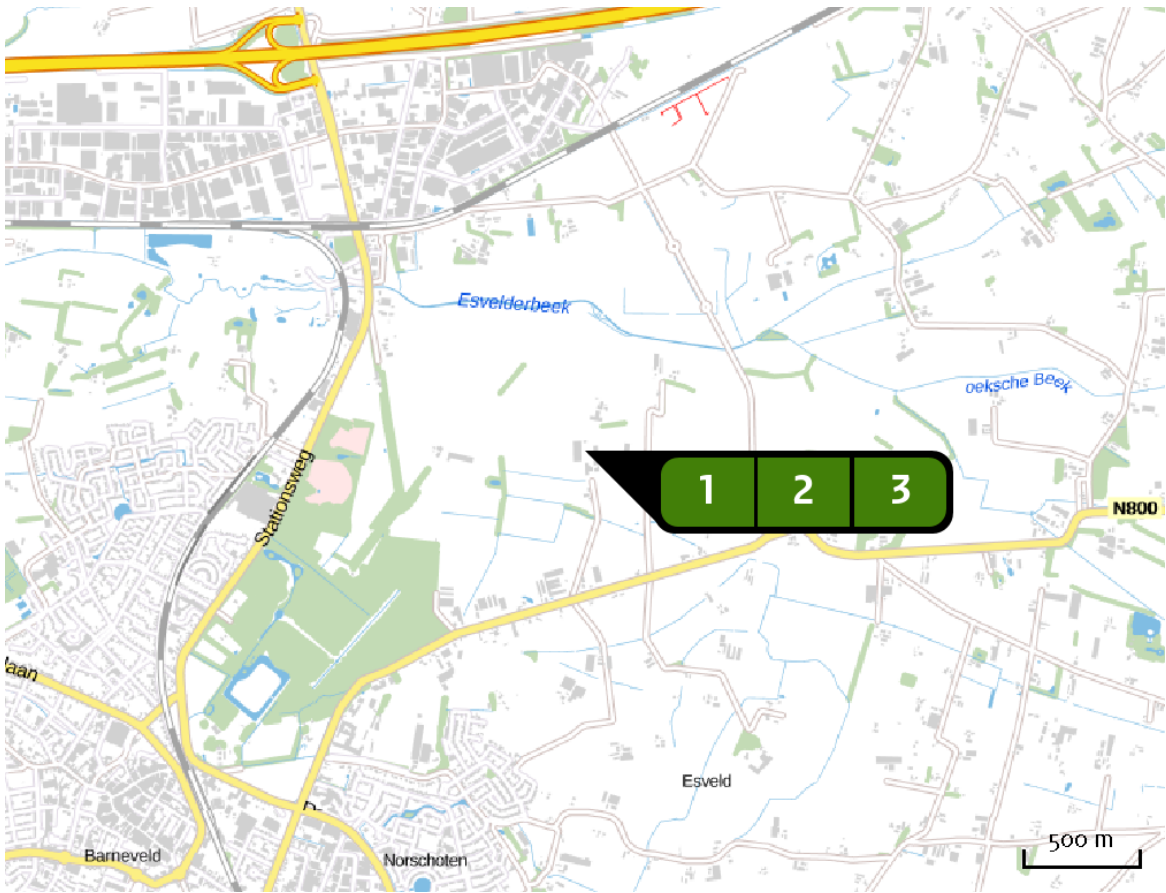 Esvelderbeek
oeksche Beek
Stationsweg
1 2 3
N800
laan
Esveld
D-
500 m
Barneveld
Norschoten